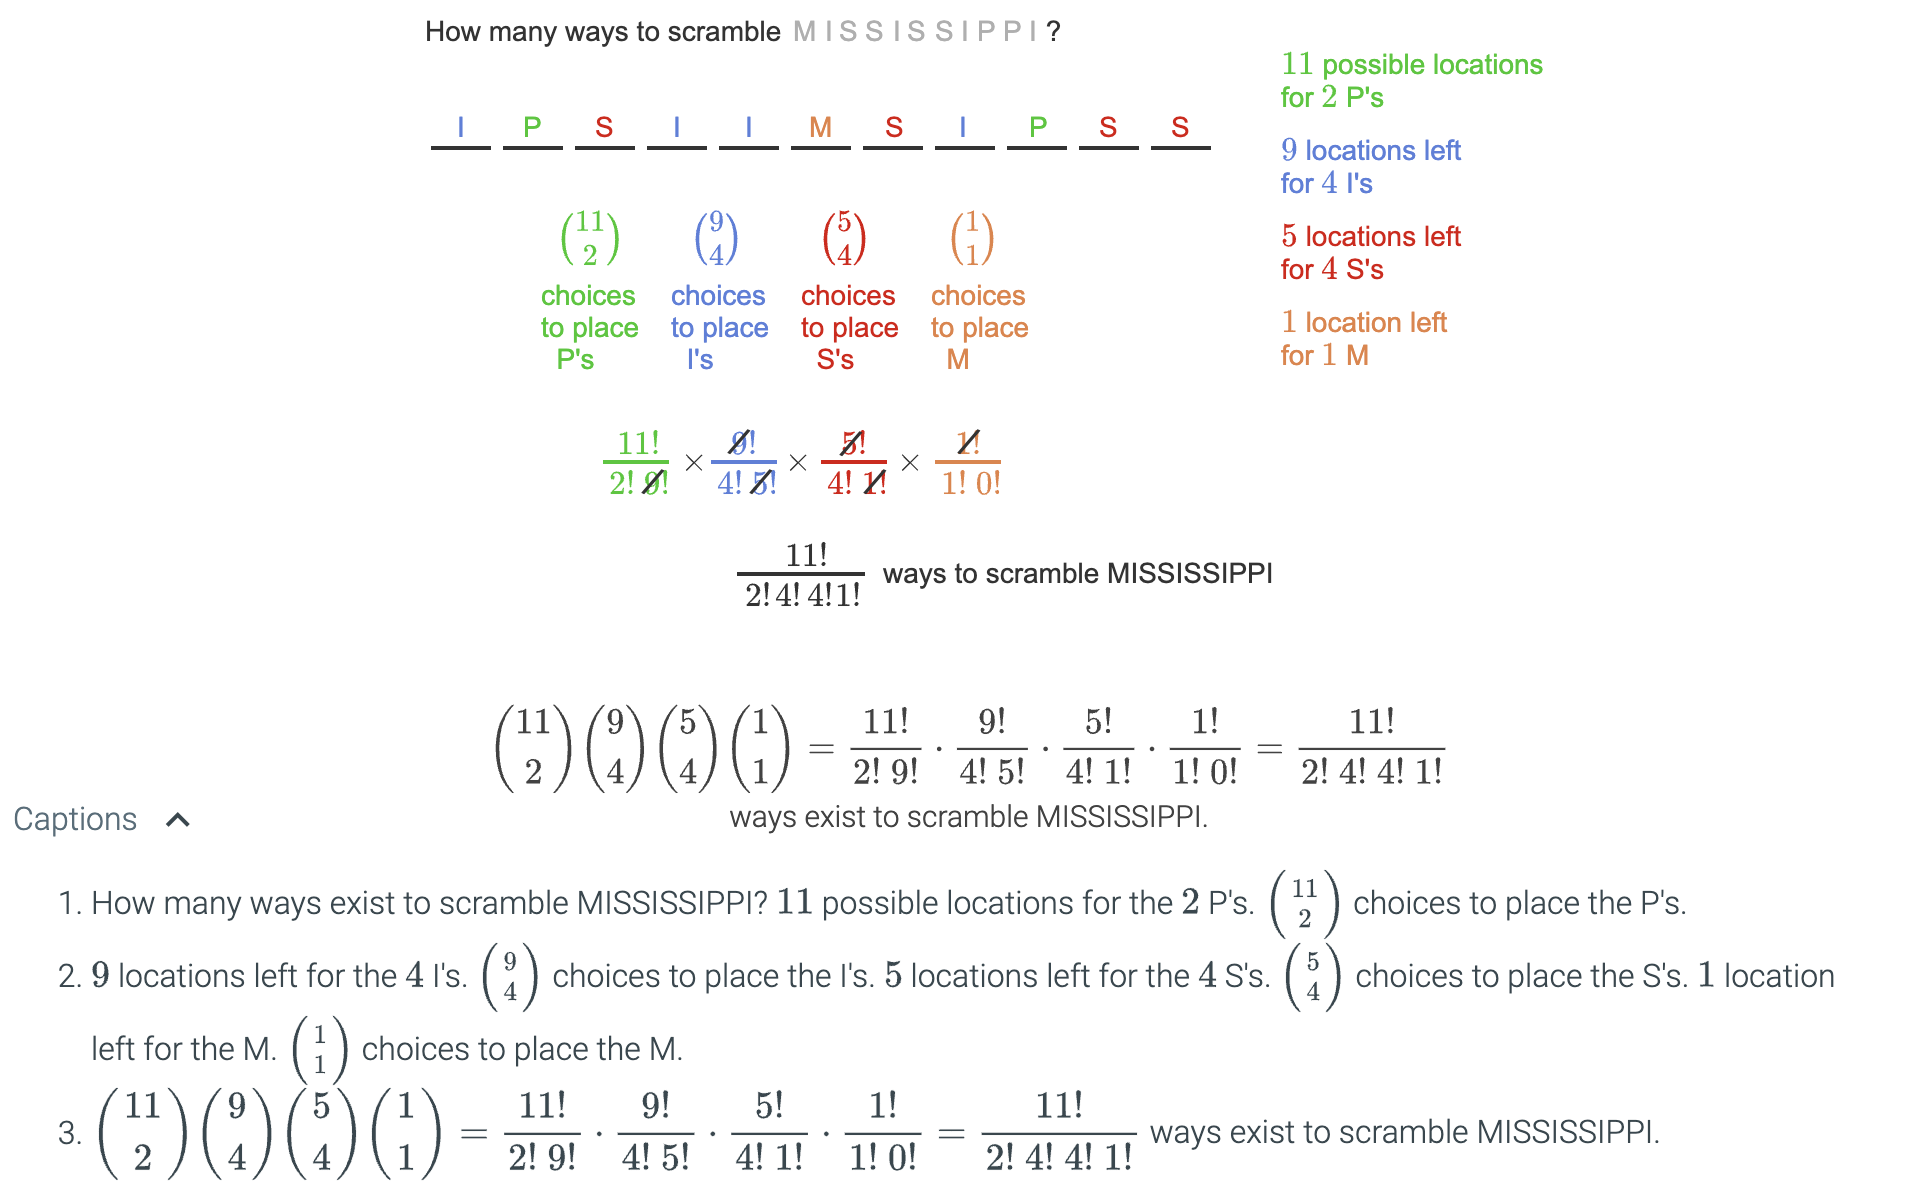 How many ways to scramble M I S S I S S I P P I ?
11 possible locations
for 2 P's
9 locations left
for 4 I's
5 locations left
for 4 S's
1 location left
for 1 M
I P S I I M S I P S S
(11 2) (9 4) (5 4) (1 1)
choices choices choices choices
to place to place to place to place
P's I's S's M
11!/2! 9! × 9!/4! 5! × 5!/4! 1! × 1!/1! 0!
11!/2! 4! 4! 1! ways to scramble MISSISSIPPI
(11 2)(9 4)(5 4)(1 1) = 11!/2! 9! · 9!/4! 5! · 5!/4! 1! · 1!/1! 0! = 11!/2! 4! 4! 1!
ways exist to scramble MISSISSIPPI.
Captions
1. How many ways exist to scramble MISSISSIPPI? 11 possible locations for the 2 P's. (11 2) choices to place the P's.
2. 9 locations left for the 4 I's. (9 4) choices to place the I's. 5 locations left for the 4 S's. (5 4) choices to place the S's. 1 location
left for the M. (1 1) choices to place the M.
3. (11 2)(9 4)(5 4)(1 1) = 11!/2! 9! · 9!/4! 5! · 5!/4! 1! · 1!/1! 0! = 11!/2! 4! 4! 1! ways exist to scramble MISSISSIPPI.